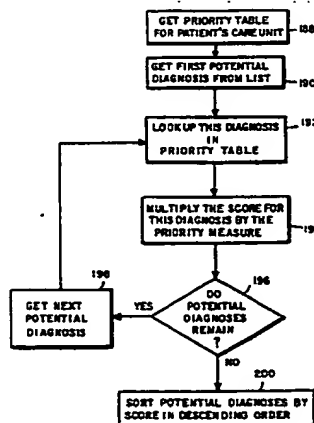 GET PRIORITY TABLE
FOR PATIENT'S CARE UNIT
GET FIRST POTENTIAL
DIAGNOSIS FROM LIST
190
LOOKUP THIS DIAGNOSIS
IN
PRIORITY TABLE
MULTIPLY THE SCORE FOR
THIS DIAGNOSIS BY THE
PRIORITY MEASURE
198
196
GET NEXT
POTENTIAL
DIAGNOSIS
YES
DO
POTENTIAL
DIAGNOSES
REMAIN
?
NO
200
SORT POTENTIAL DIAGNOSES BY
SCORE IN DESCENDING ORDER